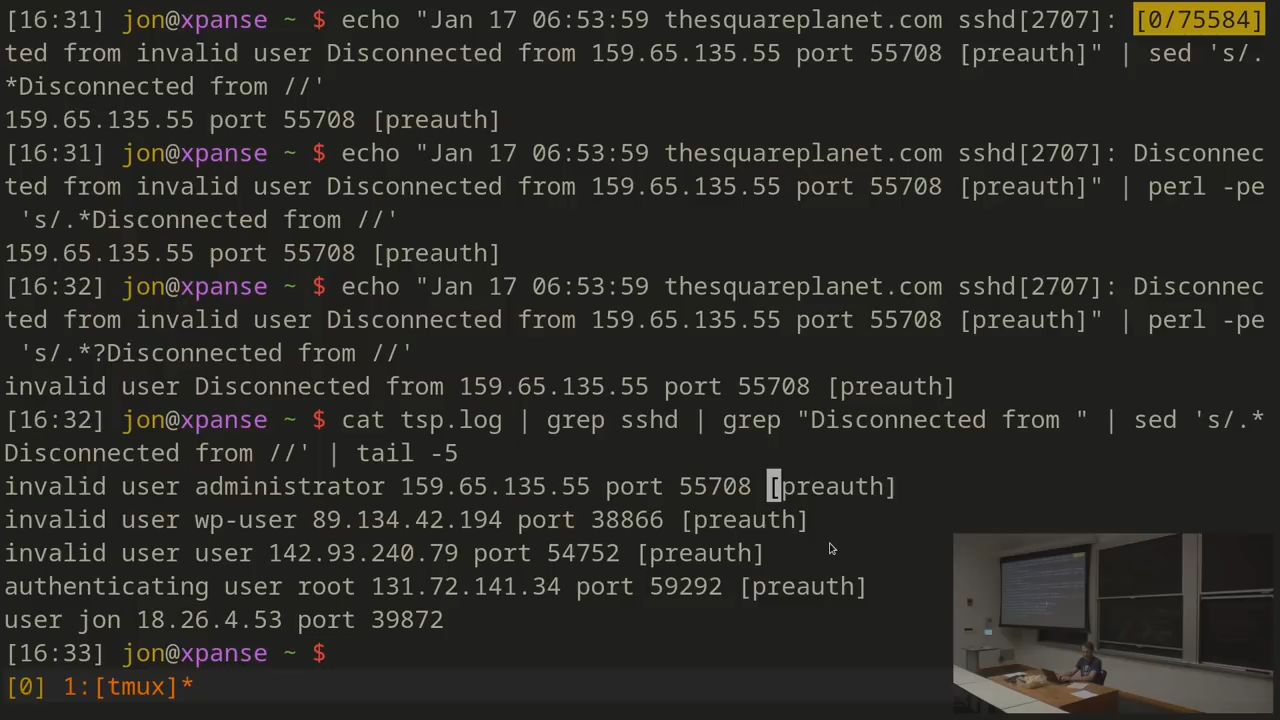 [16:31] jon@xpanse ~ $ echo "Jan 17 06:53:59 thesquareplanet.com sshd[2707]: [0/75584]
ted from invalid user Disconnected from 159.65.135.55 port 55708 [preauth]" | sed 's/.
*Disconnected from //'
159.65.135.55 port 55708 [preauth]
[16:31] jon@xpanse ~ $ echo "Jan 17 06:53:59 thesquareplanet.com sshd[2707]: Disconnec
ted from invalid user Disconnected from 159.65.135.55 port 55708 [preauth]" | perl -pe
 's/.*Disconnected from //'
159.65.135.55 port 55708 [preauth]
[16:32] jon@xpanse ~ $ echo "Jan 17 06:53:59 thesquareplanet.com sshd[2707]: Disconnec
ted from invalid user Disconnected from 159.65.135.55 port 55708 [preauth]" | perl -pe
 's/.*?Disconnected from //'
invalid user Disconnected from 159.65.135.55 port 55708 [preauth]
[16:32] jon@xpanse ~ $ cat tsp.log | grep sshd | grep "Disconnected from " | sed 's/.*
Disconnected from //' | tail -5
invalid user administrator 159.65.135.55 port 55708 [preauth]
invalid user wp-user 89.134.42.194 port 38866 [preauth]
invalid user user 142.93.240.79 port 54752 [preauth]
authenticating user root 131.72.141.34 port 59292 [preauth]
user jon 18.26.4.53 port 39872
[16:33] jon@xpanse ~ $
[0] 1:[tmux]*